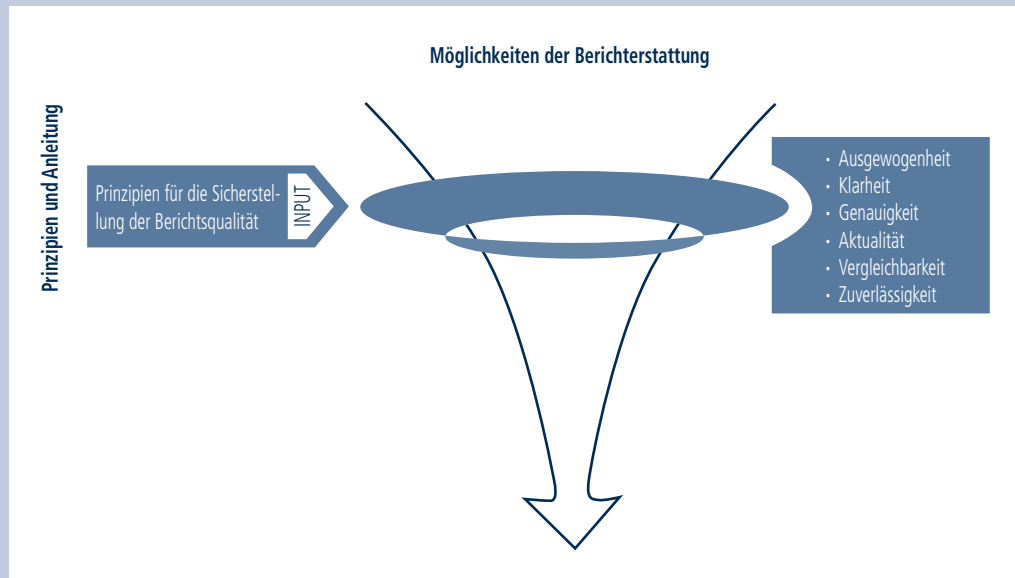 Möglichkeiten der Berichterstattung
Prinzipien und Anleitung
Prinzipien für die Sicherstel-
lung der Berichtsqualität
INPUT
· Ausgewogenheit
· Klarheit
· Genauigkeit
· Aktualität
· Vergleichbarkeit
· Zuverlässigkeit